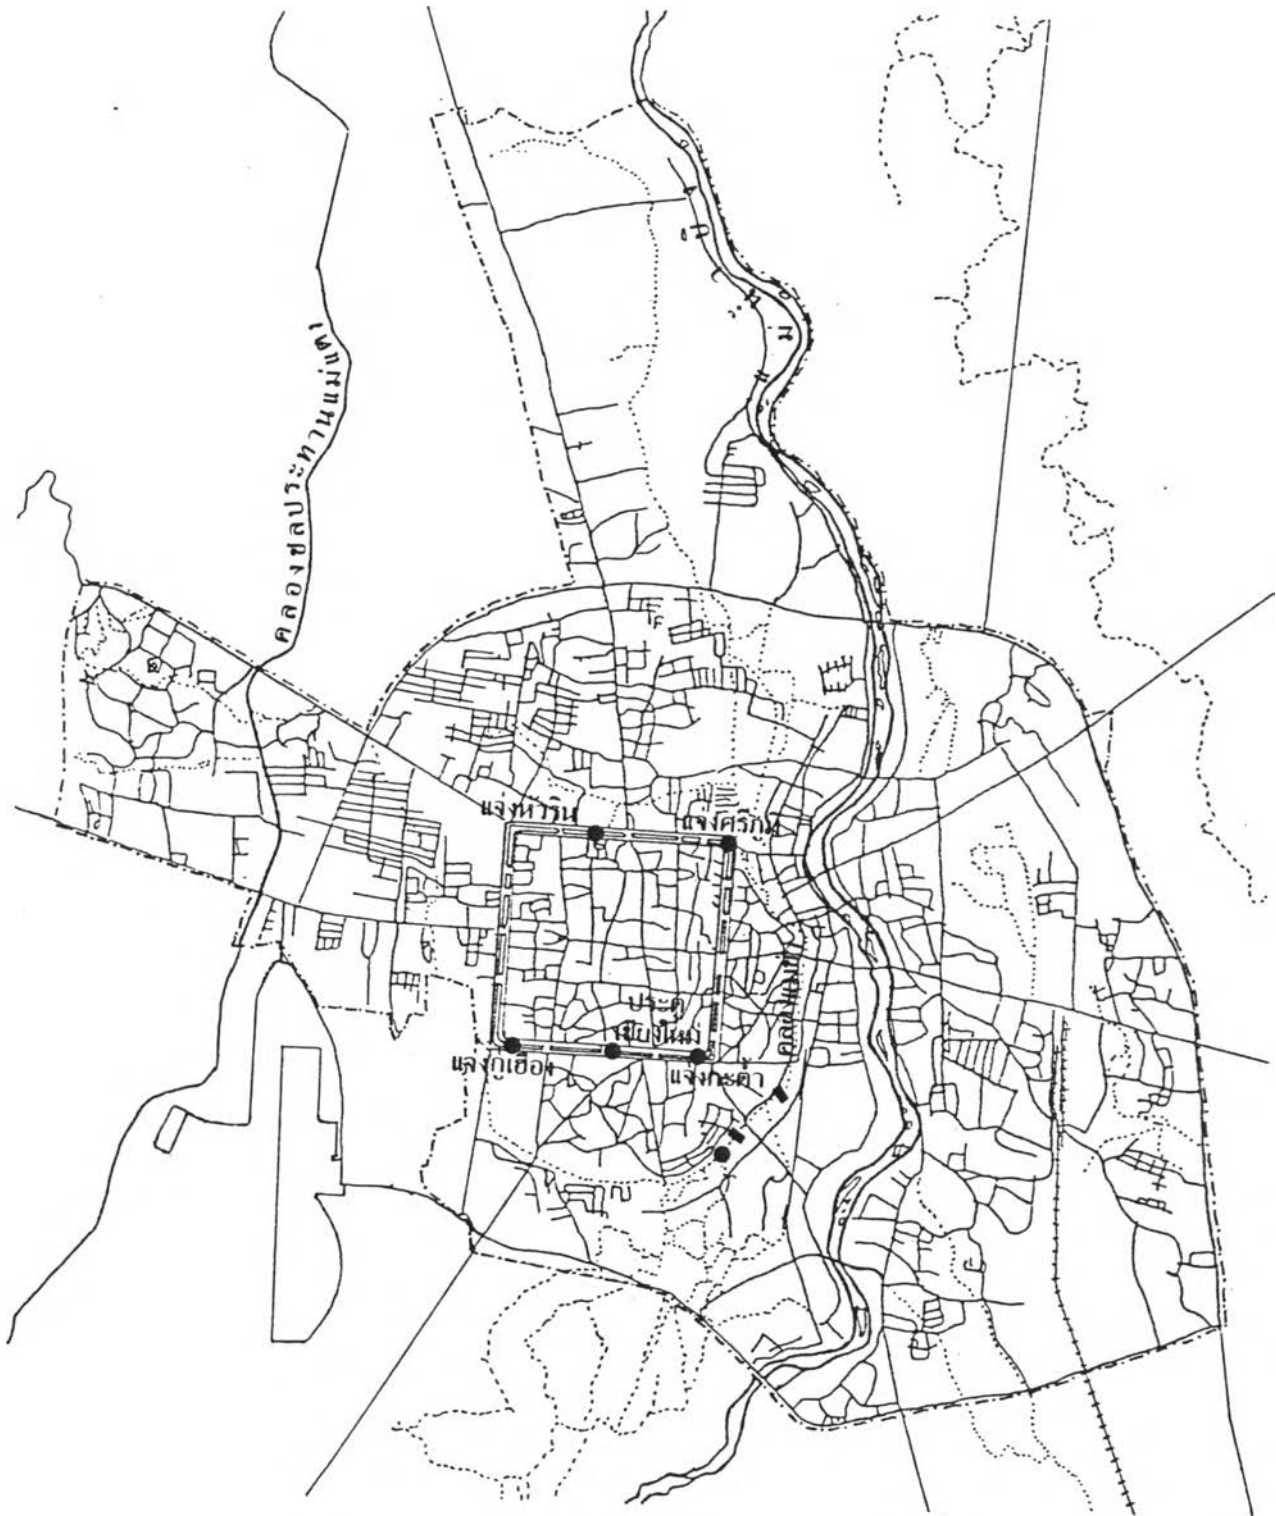 คลองชลประทานแม่แตง
แจ่งหัวริน
แจ่งศรีภูมิ
ประตู
เชียงใหม่
คลองแม่ข่า
แจ่งกู่เฮือง
แจ่งกะต๊ำ